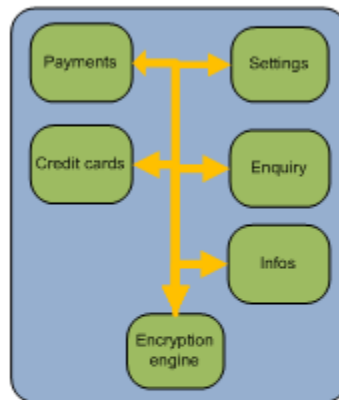 Payments
Settings
Credit cards
Enquiry
Infos
Encryption
engine